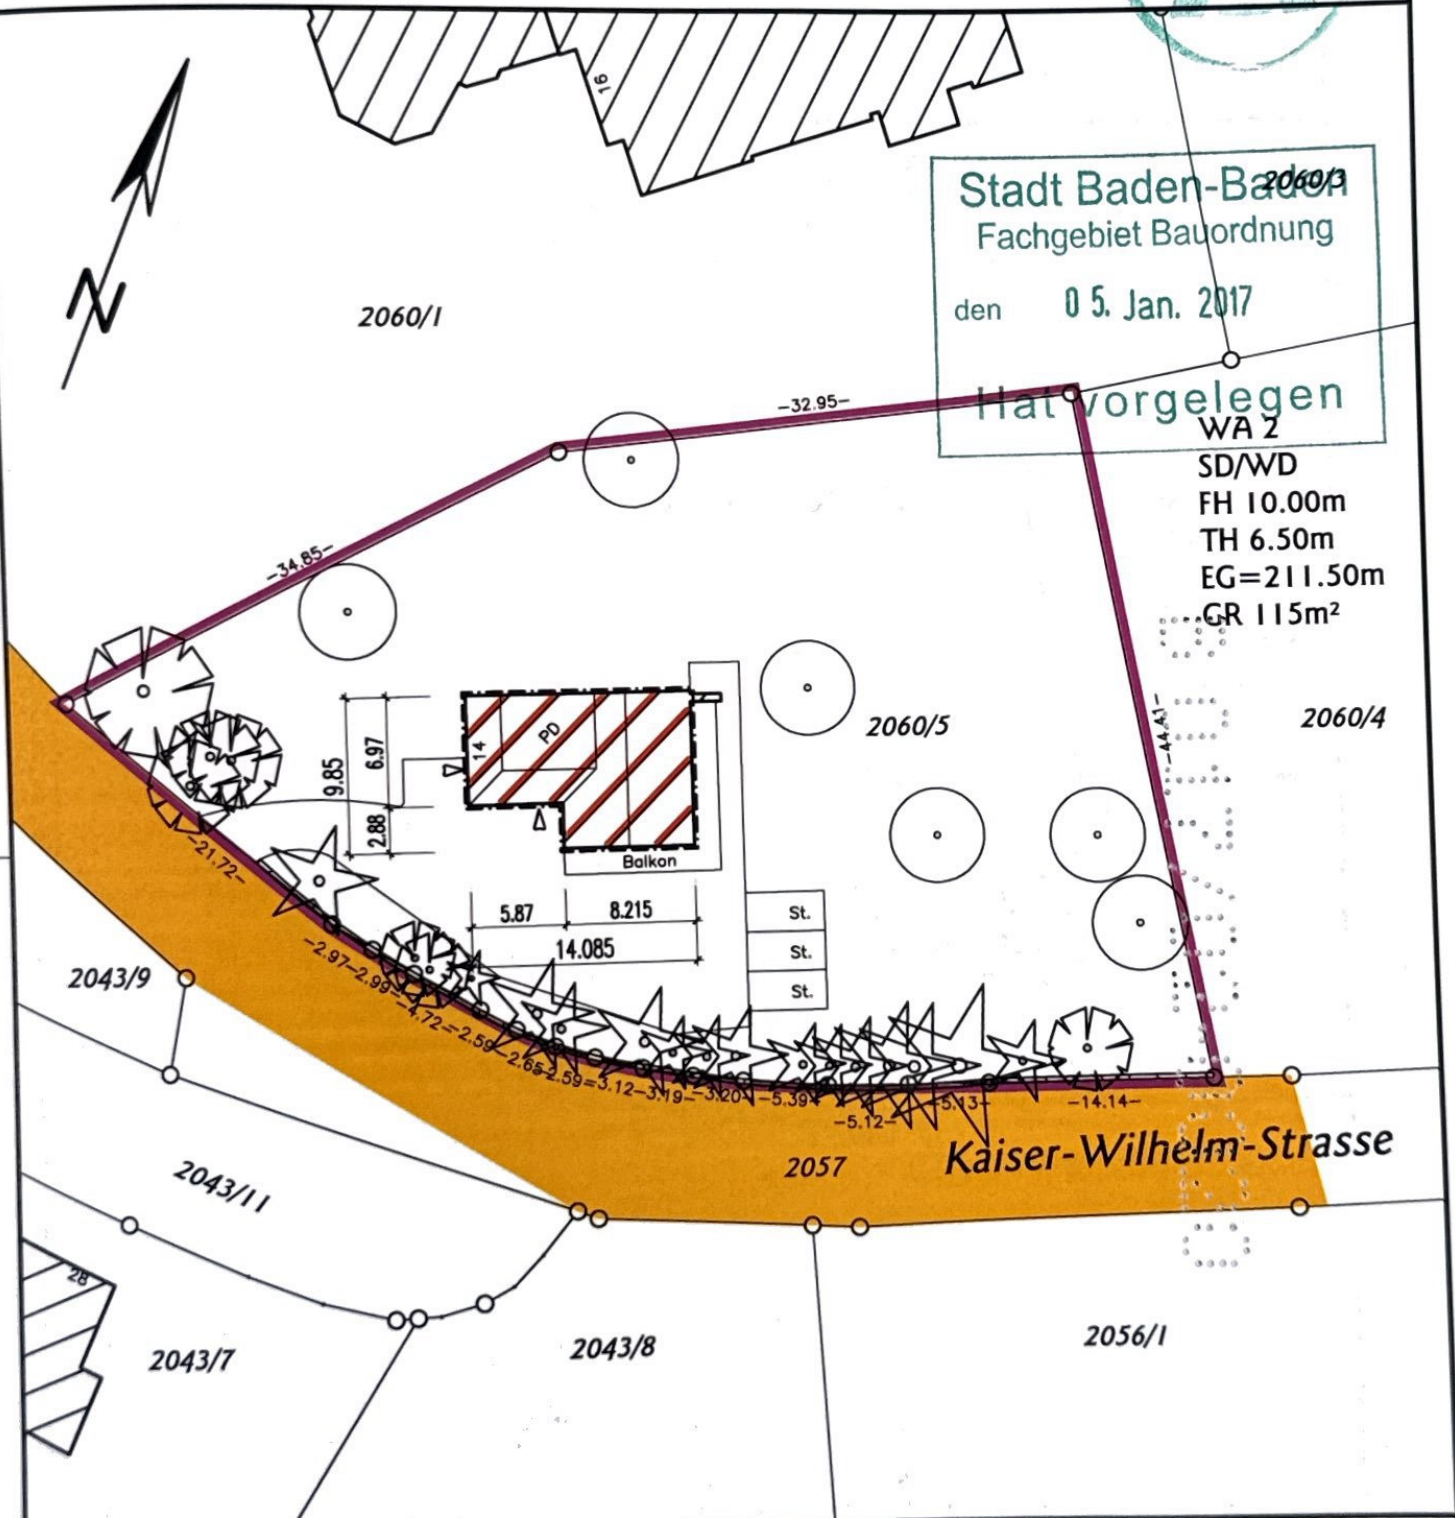 16
N
2060/3
Stadt Baden-Baden
Fachgebiet Bauordnung
den 05. Jan. 2017
Hat vorgelegen
2060/1
-32.95-
WA 2
SD/WD
FH 10.00m
TH 6.50m
EG=211.50m
GR 115m²
-34.85-
2060/5
2060/4
-44.41-
14
PD
9.85
6.97
2.88
Balkon
5.87
8.215
14.085
St.
St.
St.
-21.72-
-2.97-
-2.99-
-4.72-
-2.59-
-2.65-
-2.59-
-3.12-
-3.19-
-3.20-
-5.39-
-5.12-
-5.13-
-14.14-
2043/9
2057
Kaiser-Wilhelm-Strasse
2043/11
28
2043/7
2043/8
2056/1